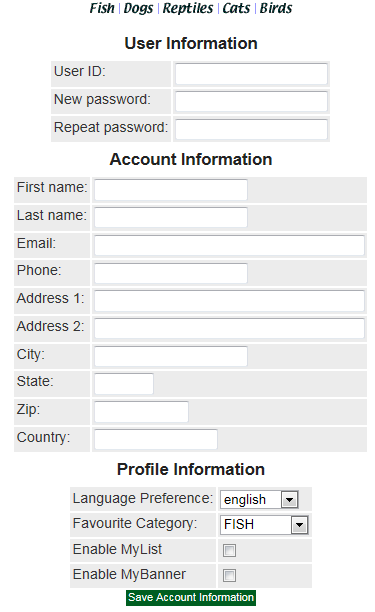 Fish | Dogs | Reptiles | Cats | Birds
User Information
User ID:
New password:
Repeat password:
Account Information
First name:
Last name:
Email:
Phone:
Address 1:
Address 2:
City:
State:
Zip:
Country:
Profile Information
Language Preference: english
Favourite Category: FISH
Enable MyList
Enable MyBanner
Save Account Information